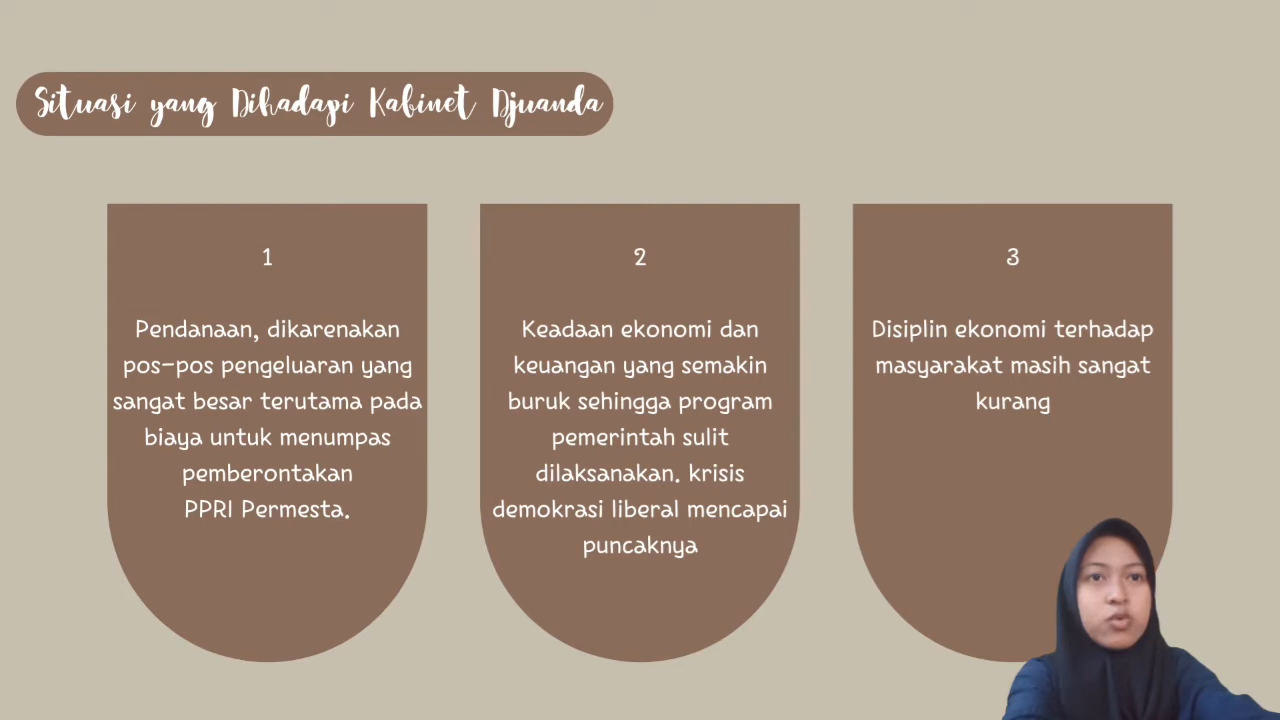 Situasi yang Dihadapi Kabinet Djuanda
1
Pendanaan, dikarenakan
pos-pos pengeluaran yang
sangat besar terutama pada
biaya untuk menumpas
pemberontakan
PPRI Permesta.
2
Keadaan ekonomi dan
keuangan yang semakin
buruk sehingga program
pemerintah sulit
dilaksanakan. krisis
demokrasi liberal mencapai
puncaknya
3
Disiplin ekonomi terhadap
masyarakat masih sangat
kurang